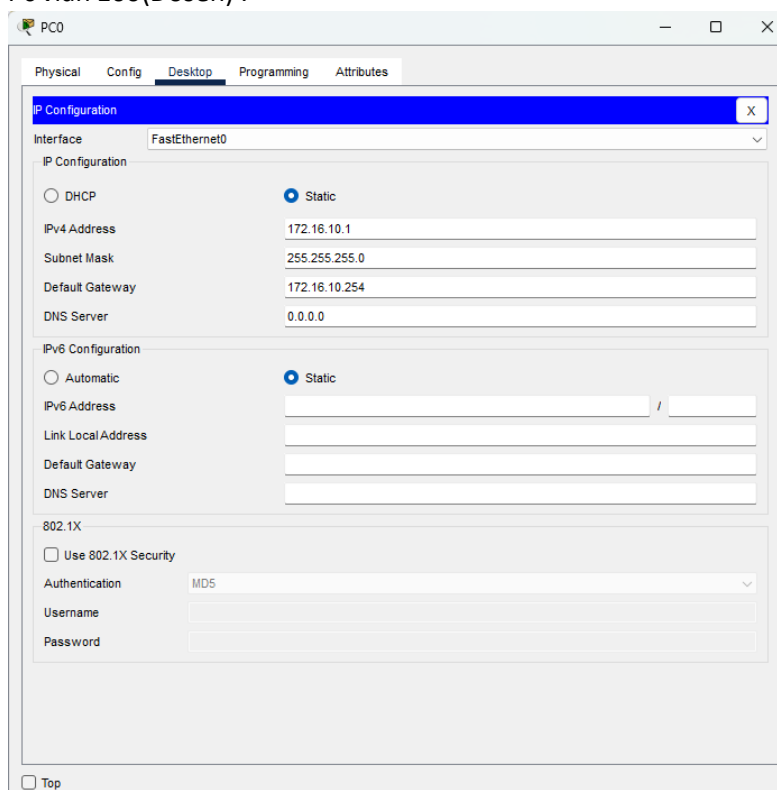 PC0
Physical Config Desktop Programming Attributes
IP Configuration X
Interface FastEthernet0
IP Configuration
DHCP Static
IPv4 Address 172.16.10.1
Subnet Mask 255.255.255.0
Default Gateway 172.16.10.254
DNS Server 0.0.0.0
IPv6 Configuration
Automatic Static
IPv6 Address /
Link Local Address
Default Gateway
DNS Server
802.1X
Use 802.1X Security
Authentication MD5
Username
Password
Top